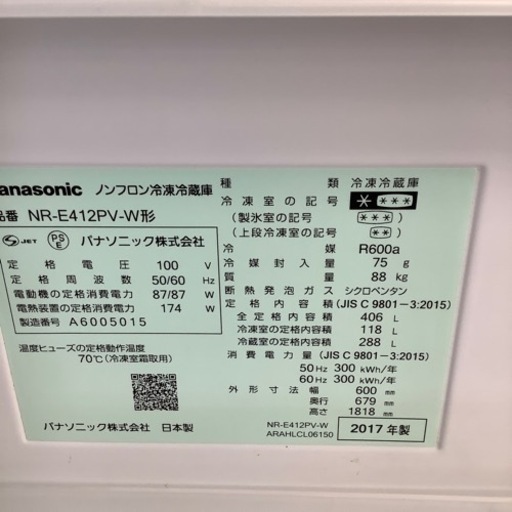 Panasonic ノンフロン冷凍冷蔵庫
品番 NR-E412PV-W形
JET PSE パナソニック株式会社
定格電圧 100 V
定格周波数 50/60 Hz
電動機の定格消費電力 87/87 W
電熱装置の定格消費電力 174 W
製造番号 A6005015
温度ヒューズの定格動作温度
70℃(冷凍室霜取用)
パナソニック株式会社 日本製
種類 冷凍冷蔵庫
冷凍室の記号 * ***
(製氷室の記号) (***)
(上段冷凍室の記号) (**)
冷媒 R600a
冷媒封入量 75 g
質量 88 kg
断熱発泡ガス シクロペンタン
定格内容積 (JIS C 9801-3:2015)
全定格内容積 406 L
冷凍室の定格内容積 118 L
冷蔵室の定格内容積 288 L
消費電力量 (JIS C 9801-3:2015)
50Hz 300 kWh/年
60Hz 300 kWh/年
外形寸法 幅 600 mm
奥行 679 mm
高さ 1818 mm
NR-E412PV-W
ARAHLCL06150
2017年製